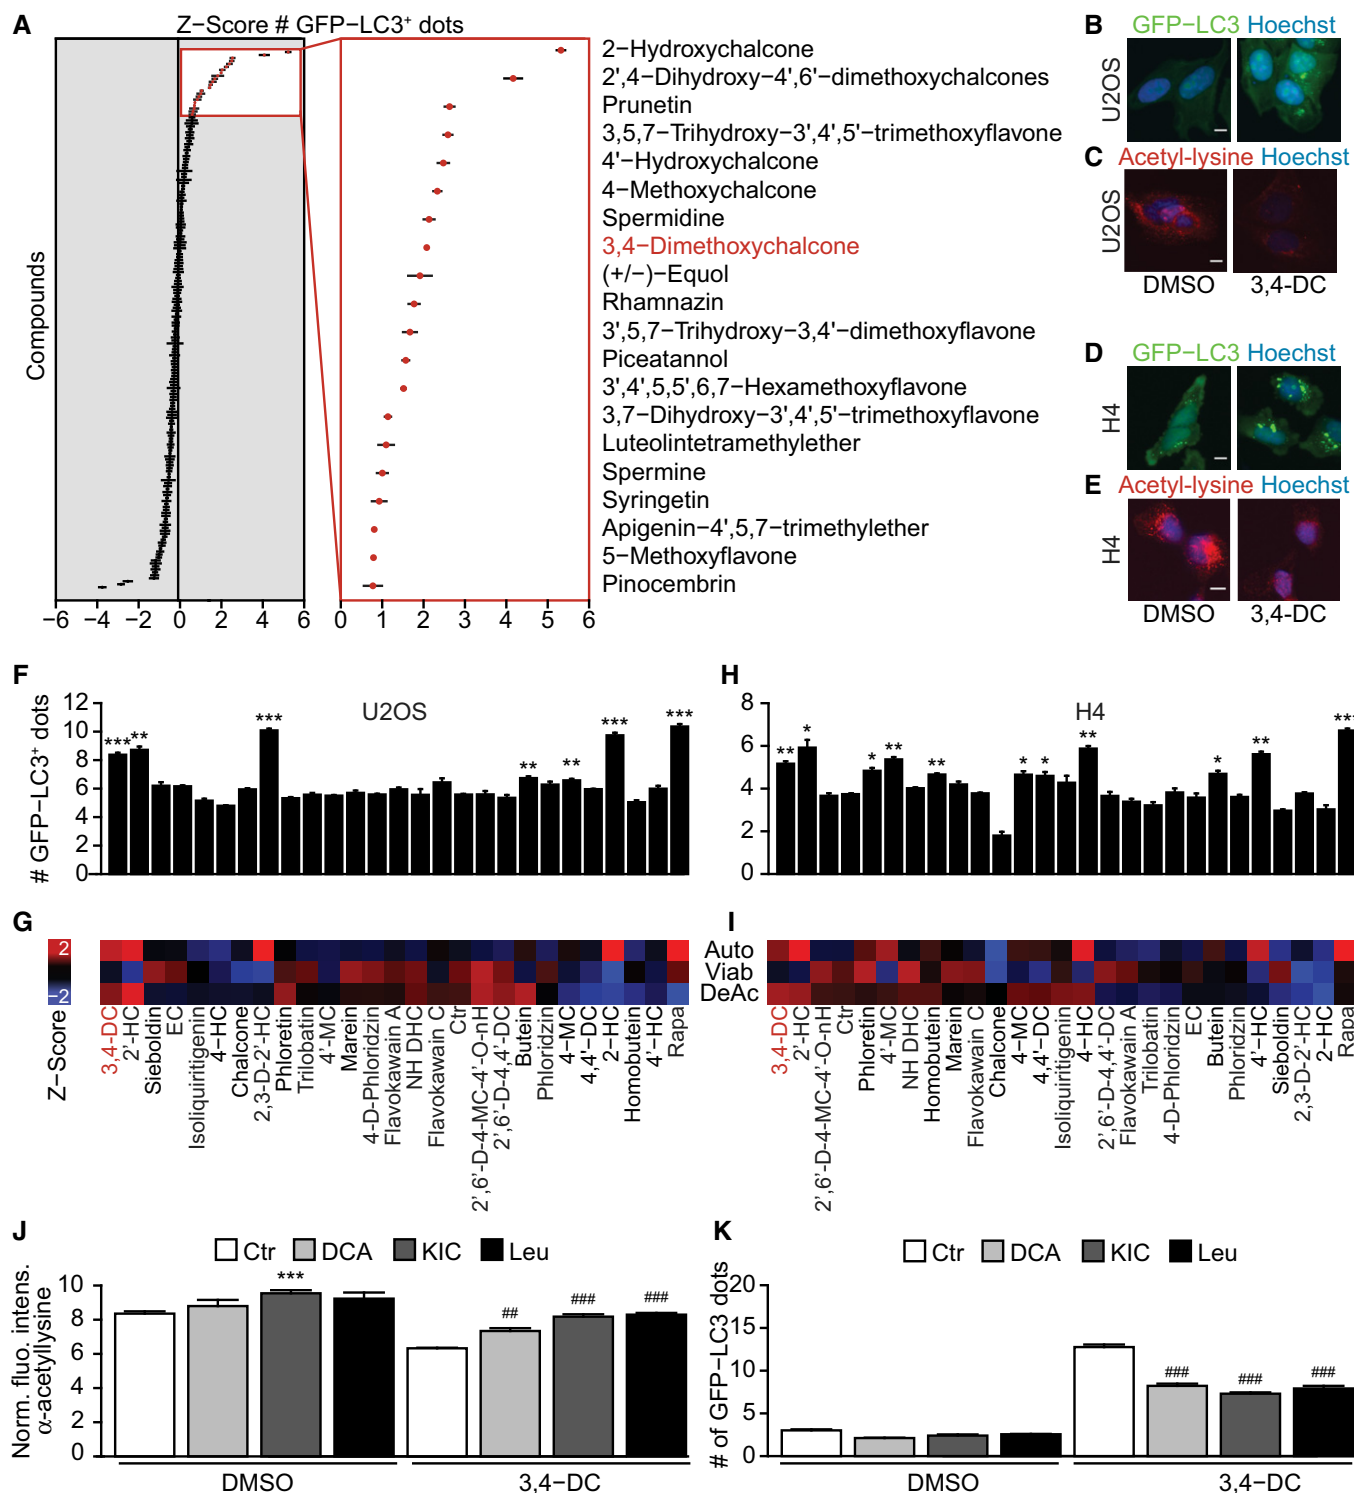 A
Z−Score # GFP−LC3+ dots
Compounds
−6 −4 −2 0 2 4 6
0 1 2 3 4 5 6
2−Hydroxychalcone
2',4−Dihydroxy−4',6'−dimethoxychalcones
Prunetin
3,5,7−Trihydroxy−3',4',5'−trimethoxyflavone
4'−Hydroxychalcone
4−Methoxychalcone
Spermidine
3,4−Dimethoxychalcone
(+/−)−Equol
Rhamnazin
3',5,7−Trihydroxy−3,4'−dimethoxyflavone
Piceatannol
3',4',5,5',6,7−Hexamethoxyflavone
3,7−Dihydroxy−3',4',5'−trimethoxyflavone
Luteolintetramethylether
Spermine
Syringetin
Apigenin−4',5,7−trimethylether
5−Methoxyflavone
Pinocembrin
B
GFP−LC3 Hoechst
U2OS
C
Acetyl-lysine Hoechst
U2OS
DMSO 3,4-DC
D
GFP−LC3 Hoechst
H4
E
Acetyl-lysine Hoechst
H4
DMSO 3,4-DC
F
# GFP−LC3+ dots
U2OS
12
10
8
6
4
2
0
*** ** *** ** ** *** ***
H
H4
8
6
4
2
0
** * * ** ** * * ** * ** ***
G
Z−Score
2
−2
I
Auto
Viab
DeAc
3,4−DC
2'−HC
Sieboldin
EC
Isoliquiritigenin
4−HC
Chalcone
2,3−D−2'−HC
Phloretin
Trilobatin
4'−MC
Marein
4−D−Phloridzin
Flavokawain A
NH DHC
Flavokawain C
Ctr
2',6'−D−4−MC−4'−O−nH
2',6'−D−4,4'−DC
Butein
Phloridzin
4−MC
4,4'−DC
2−HC
Homobutein
4'−HC
Rapa
3,4−DC
2'−HC
2',6'−D−4−MC−4'−O−nH
Ctr
Phloretin
4'−MC
NH DHC
Homobutein
Marein
Flavokawain C
Chalcone
4−MC
4,4'−DC
Isoliquiritigenin
4−HC
2',6'−D−4,4'−DC
Flavokawain A
Trilobatin
4−D−Phloridzin
EC
Butein
Phloridzin
4'−HC
Sieboldin
2,3−D−2'−HC
2−HC
Rapa
J
Ctr DCA KIC Leu
Norm. fluo. intens.
α-acetyllysine
10
8
6
4
2
0
*** ## ### ###
DMSO 3,4−DC
K
Ctr DCA KIC Leu
# of GFP−LC3 dots
20
15
10
5
0
### ### ###
DMSO 3,4−DC